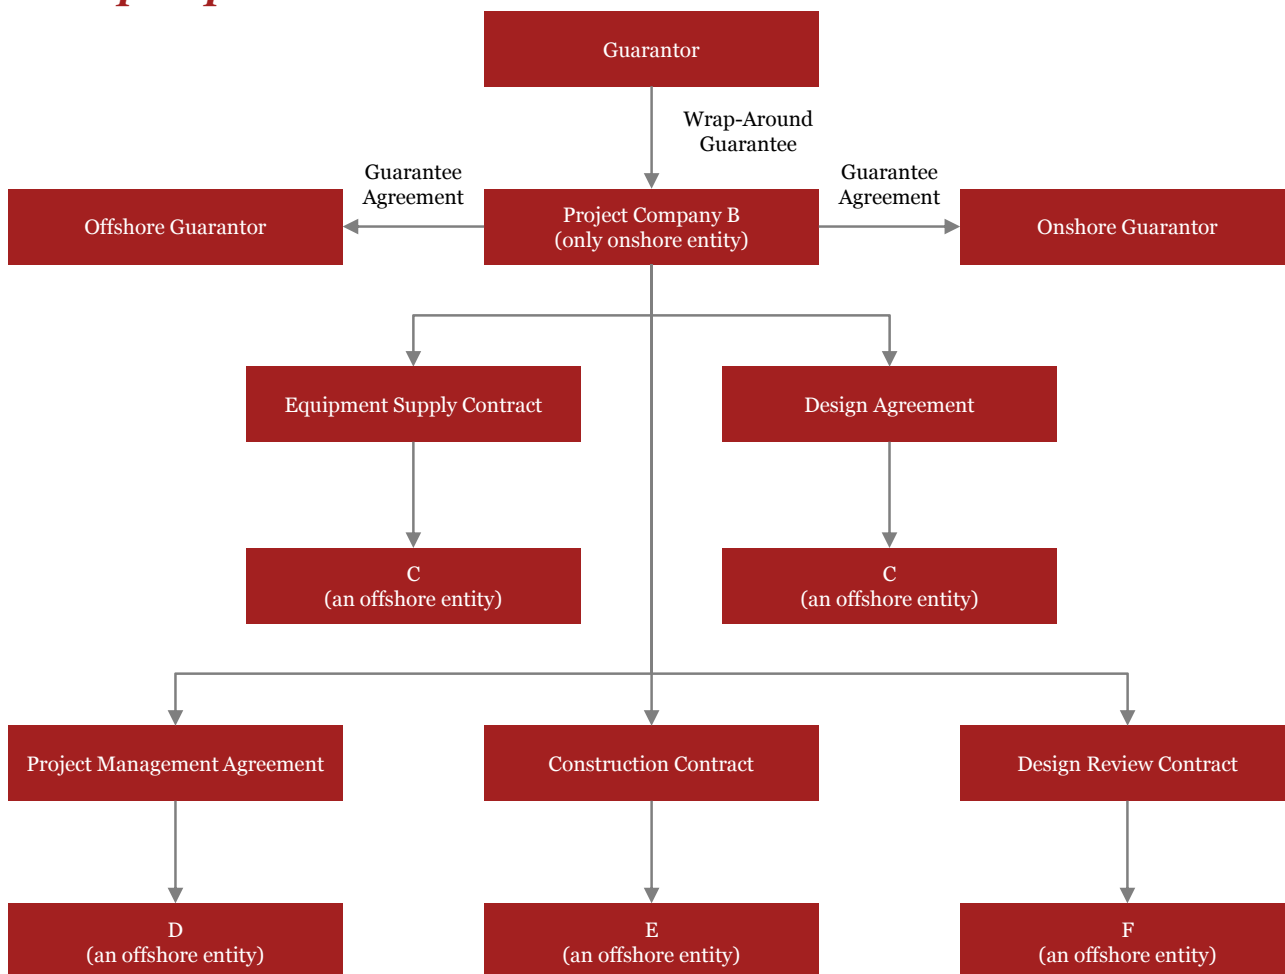 Guarantor
Wrap-Around
Guarantee
Guarantee
Agreement
Guarantee
Agreement
Offshore Guarantor
Project Company B
(only onshore entity)
Onshore Guarantor
Equipment Supply Contract
Design Agreement
C
(an offshore entity)
C
(an offshore entity)
Project Management Agreement
Construction Contract
Design Review Contract
D
(an offshore entity)
E
(an offshore entity)
F
(an offshore entity)